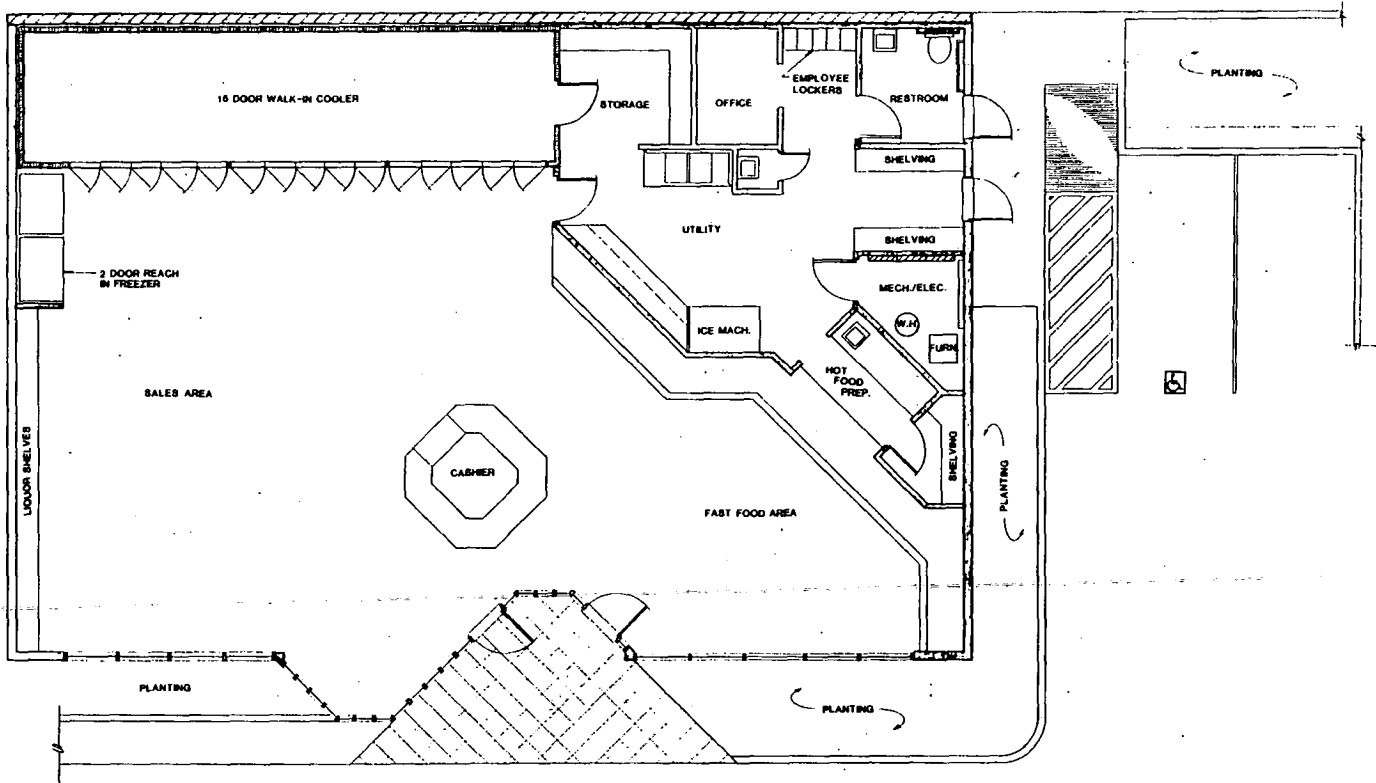 PLANTING
EMPLOYEE
LOCKERS
15 DOOR WALK-IN COOLER
STORAGE
OFFICE
RESTROOM
SHELVING
UTILITY
SHELVING
2 DOOR REACH
IN FREEZER
MECH./ELEC.
W.H.
ICE MACH.
FURN.
HOT
FOOD
PREP.
SALES AREA
LIQUOR SHELVES
CASHIER
SHELVING
PLANTING
FAST FOOD AREA
PLANTING
PLANTING